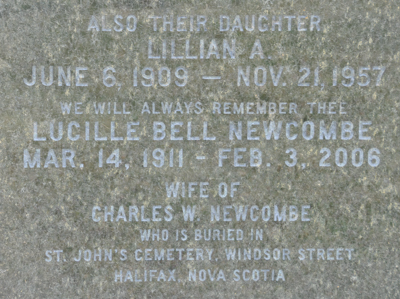 ALSO THEIR DAUGHTER
LILLIAN A.
JUNE 6, 1909 — NOV. 21, 1957
WE WILL ALWAYS REMEMBER THEE
LUCILLE BELL NEWCOMBE
MAR. 14, 1911 - FEB. 3, 2006
WIFE OF
CHARLES W. NEWCOMBE
WHO IS BURIED IN
ST. JOHN'S CEMETERY, WINDSOR STREET
HALIFAX, NOVA SCOTIA